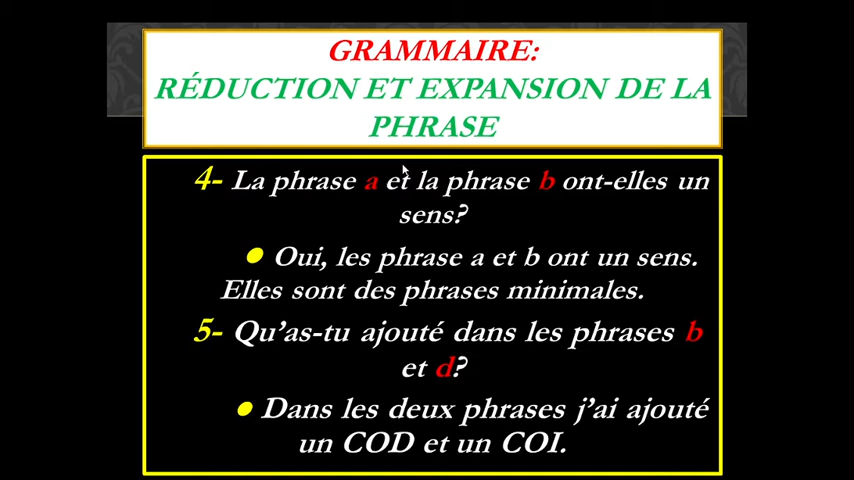 GRAMMAIRE:
RÉDUCTION ET EXPANSION DE LA
PHRASE
4- La phrase a et la phrase b ont-elles un
sens?
● Oui, les phrase a et b ont un sens.
Elles sont des phrases minimales.
5- Qu’as-tu ajouté dans les phrases b
et d?
● Dans les deux phrases j’ai ajouté
un COD et un COI.